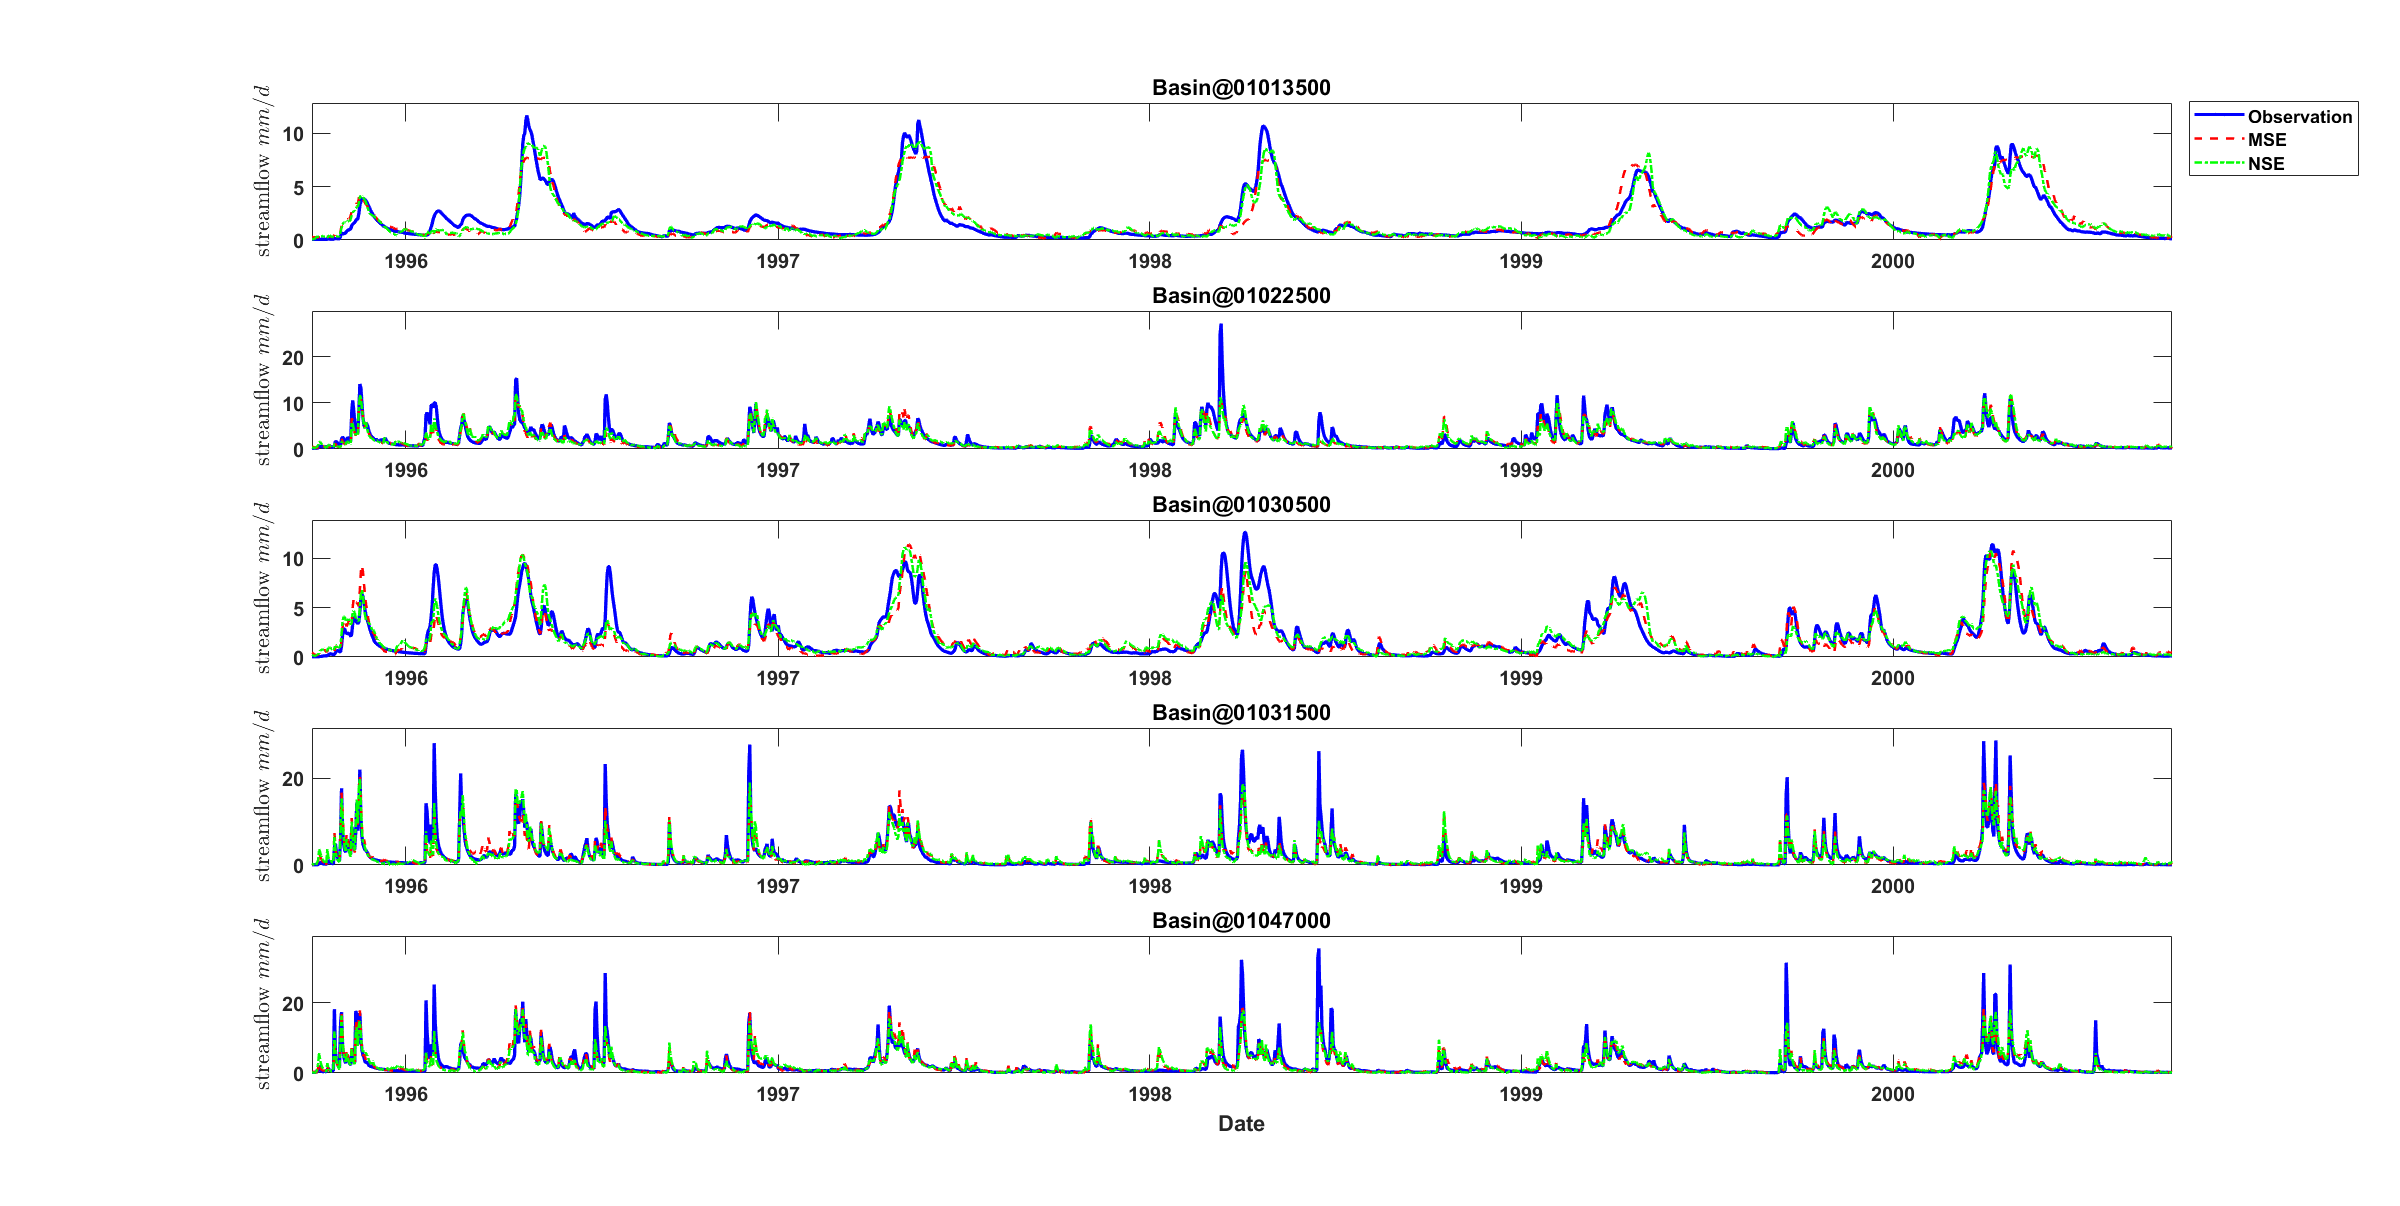 Basin@01013500
streamflow mm/d
10
5
0
1996 1997 1998 1999 2000
Observation
MSE
NSE
Basin@01022500
streamflow mm/d
20
10
0
1996 1997 1998 1999 2000
Basin@01030500
streamflow mm/d
10
5
0
1996 1997 1998 1999 2000
Basin@01031500
streamflow mm/d
20
0
1996 1997 1998 1999 2000
Basin@01047000
streamflow mm/d
20
0
1996 1997 1998 1999 2000
Date